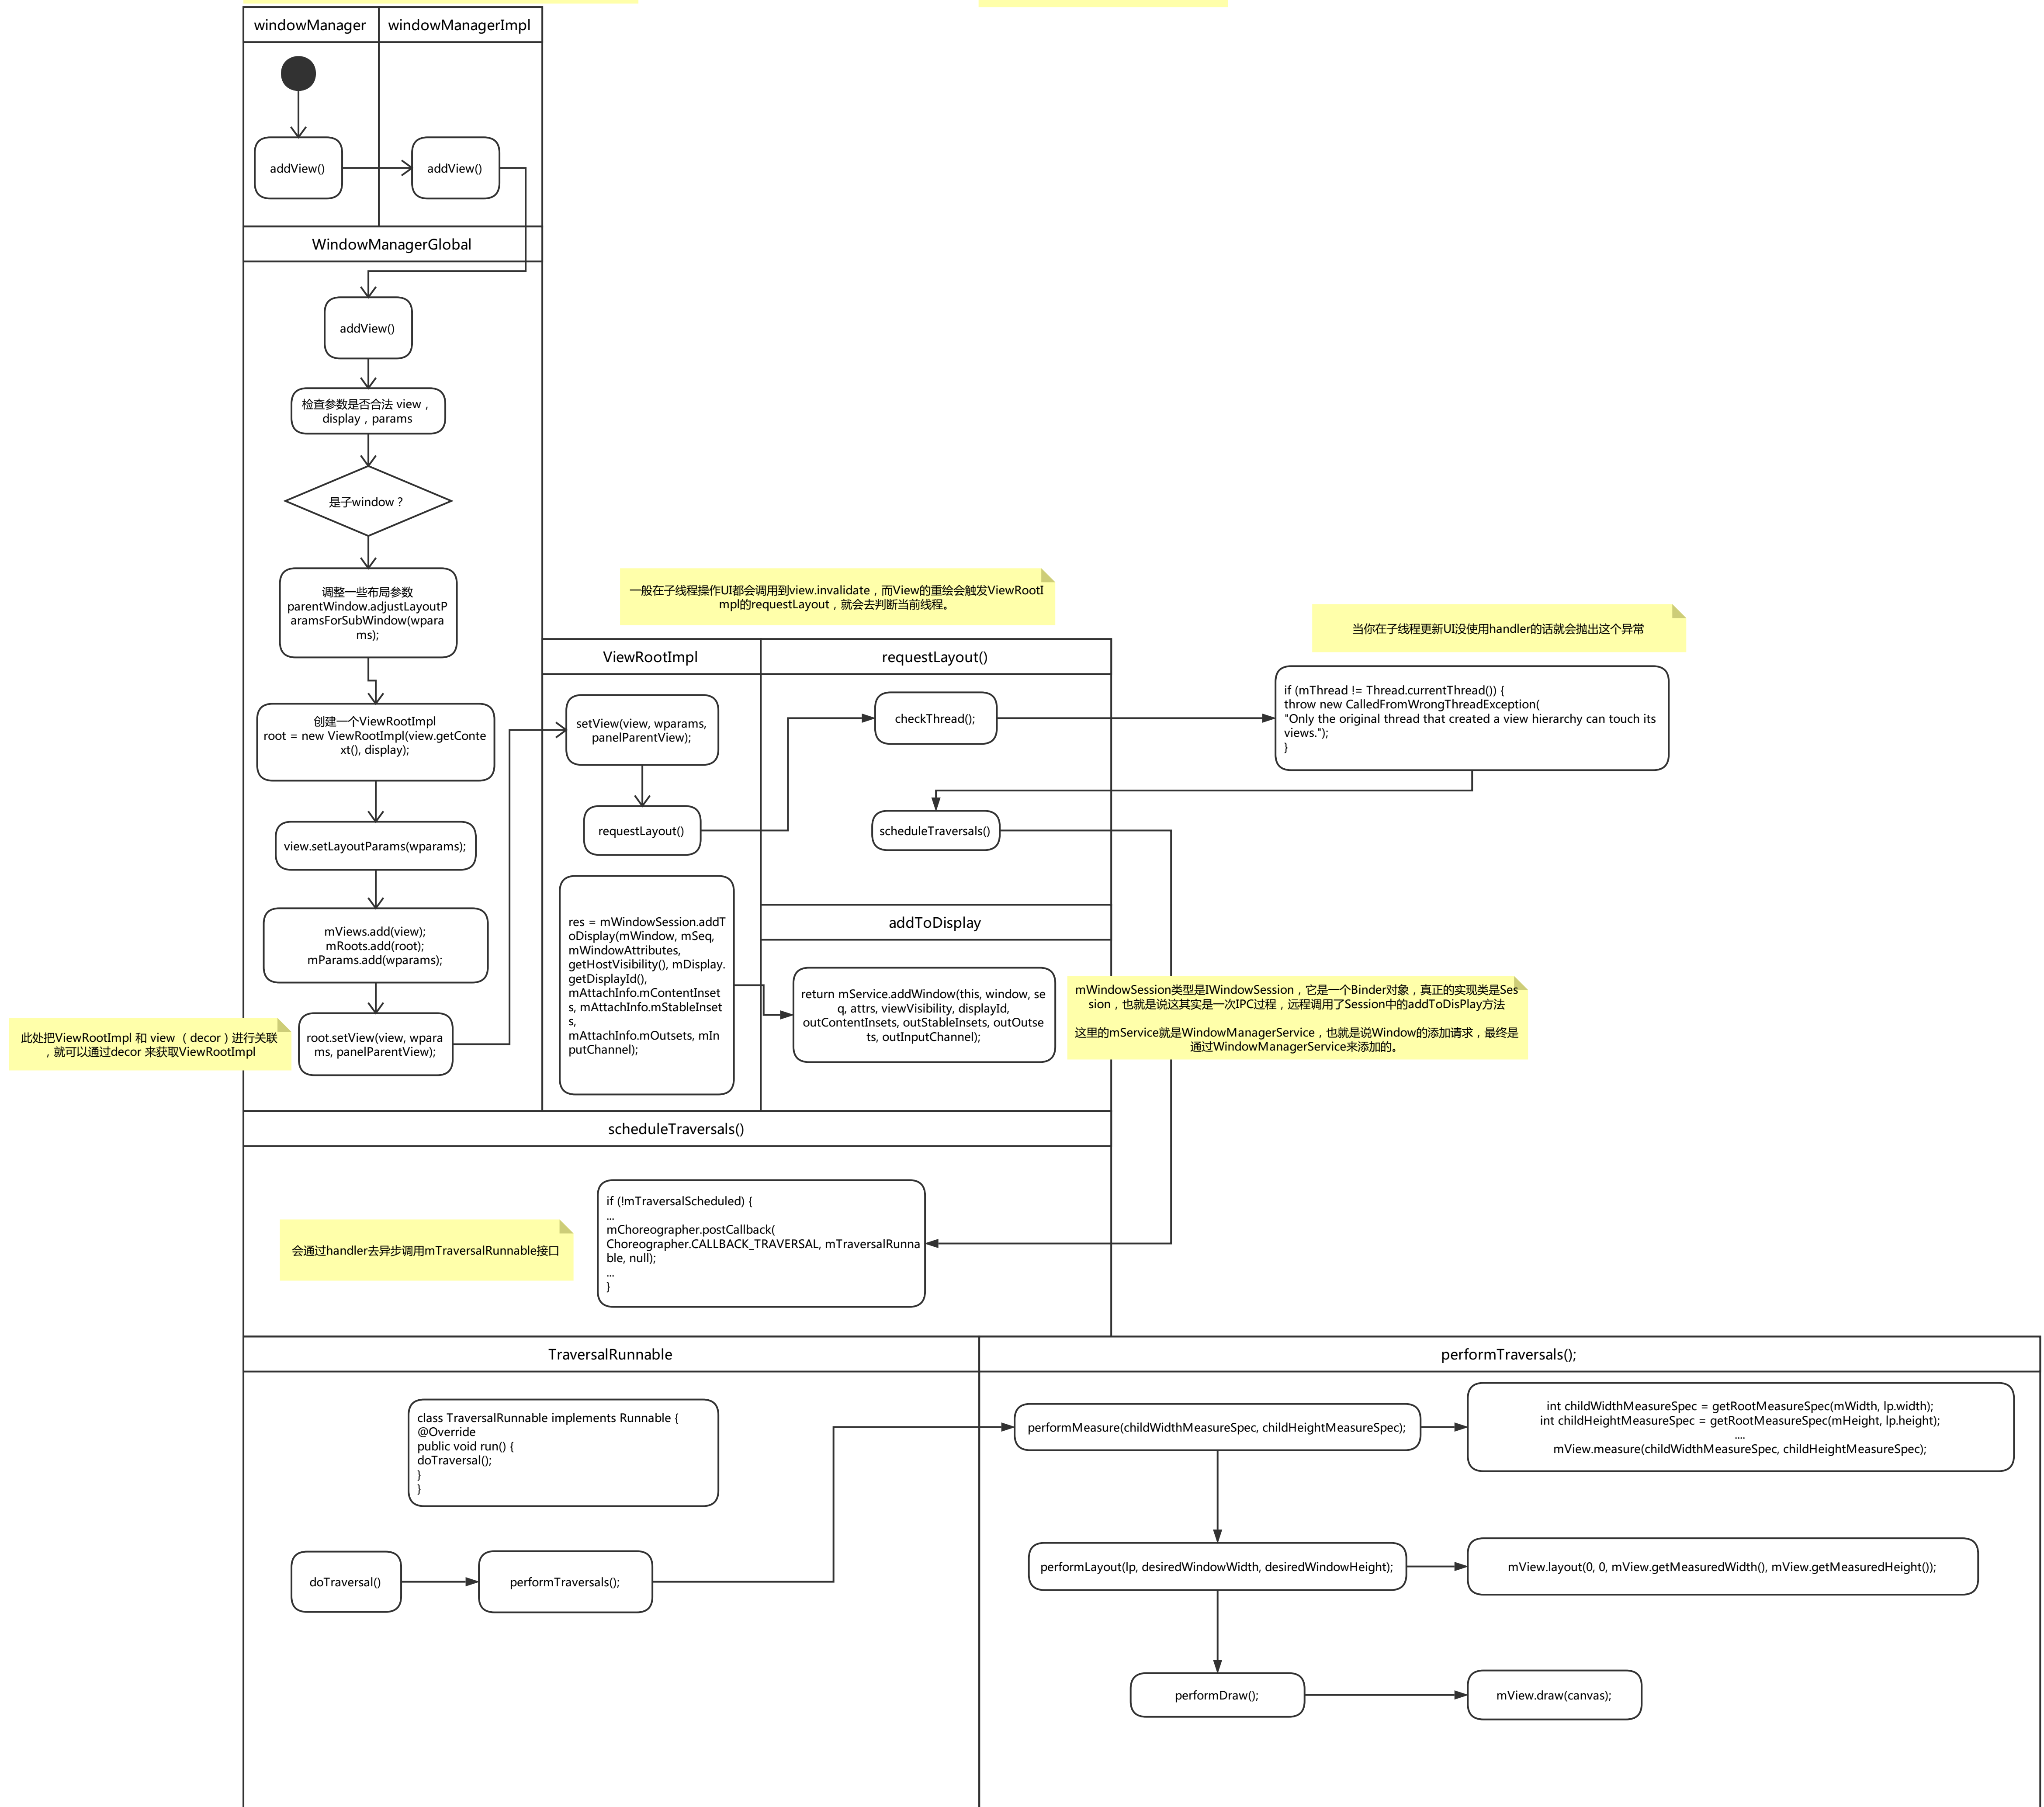 windowManager
windowManagerImpl
addView()
addView()
WindowManagerGlobal
addView()
检查参数是否合法 view，
display，params
是子window？
调整一些布局参数
parentWindow.adjustLayoutP
aramsForSubWindow(wpara
ms);
创建一个ViewRootImpl
root = new ViewRootImpl(view.getConte
xt(), display);
view.setLayoutParams(wparams);
mViews.add(view);
mRoots.add(root);
mParams.add(wparams);
root.setView(view, wpara
ms, panelParentView);
此处把ViewRootImpl 和 view （decor）进行关联
，就可以通过decor 来获取ViewRootImpl
一般在子线程操作UI都会调用到view.invalidate，而View的重绘会触发ViewRootI
mpl的requestLayout，就会去判断当前线程。
ViewRootImpl
setView(view, wparams,
panelParentView);
requestLayout()
res = mWindowSession.addT
oDisplay(mWindow, mSeq,
mWindowAttributes,
getHostVisibility(), mDisplay.
getDisplayId(),
mAttachInfo.mContentInset
s, mAttachInfo.mStableInset
s,
mAttachInfo.mOutsets, mIn
putChannel);
requestLayout()
checkThread();
scheduleTraversals()
当你在子线程更新UI没使用handler的话就会抛出这个异常
if (mThread != Thread.currentThread()) {
throw new CalledFromWrongThreadException(
"Only the original thread that created a view hierarchy can touch its
views.");
}
addToDisplay
return mService.addWindow(this, window, se
q, attrs, viewVisibility, displayId,
outContentInsets, outStableInsets, outOutse
ts, outInputChannel);
mWindowSession类型是IWindowSession，它是一个Binder对象，真正的实现类是Ses
sion，也就是说这其实是一次IPC过程，远程调用了Session中的addToDisPlay方法
这里的mService就是WindowManagerService，也就是说Window的添加请求，最终是
通过WindowManagerService来添加的。
scheduleTraversals()
会通过handler去异步调用mTraversalRunnable接口
if (!mTraversalScheduled) {
...
mChoreographer.postCallback(
Choreographer.CALLBACK_TRAVERSAL, mTraversalRunna
ble, null);
...
}
TraversalRunnable
class TraversalRunnable implements Runnable {
@Override
public void run() {
doTraversal();
}
}
doTraversal()
performTraversals();
performTraversals();
performMeasure(childWidthMeasureSpec, childHeightMeasureSpec);
int childWidthMeasureSpec = getRootMeasureSpec(mWidth, lp.width);
int childHeightMeasureSpec = getRootMeasureSpec(mHeight, lp.height);
....
mView.measure(childWidthMeasureSpec, childHeightMeasureSpec);
performLayout(lp, desiredWindowWidth, desiredWindowHeight);
mView.layout(0, 0, mView.getMeasuredWidth(), mView.getMeasuredHeight());
performDraw();
mView.draw(canvas);